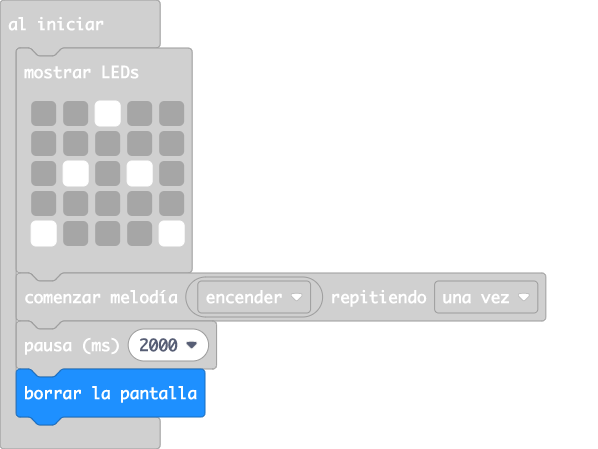 al iniciar
mostrar LEDs
comenzar melodía encender repitiendo una vez
pausa (ms) 2000
borrar la pantalla